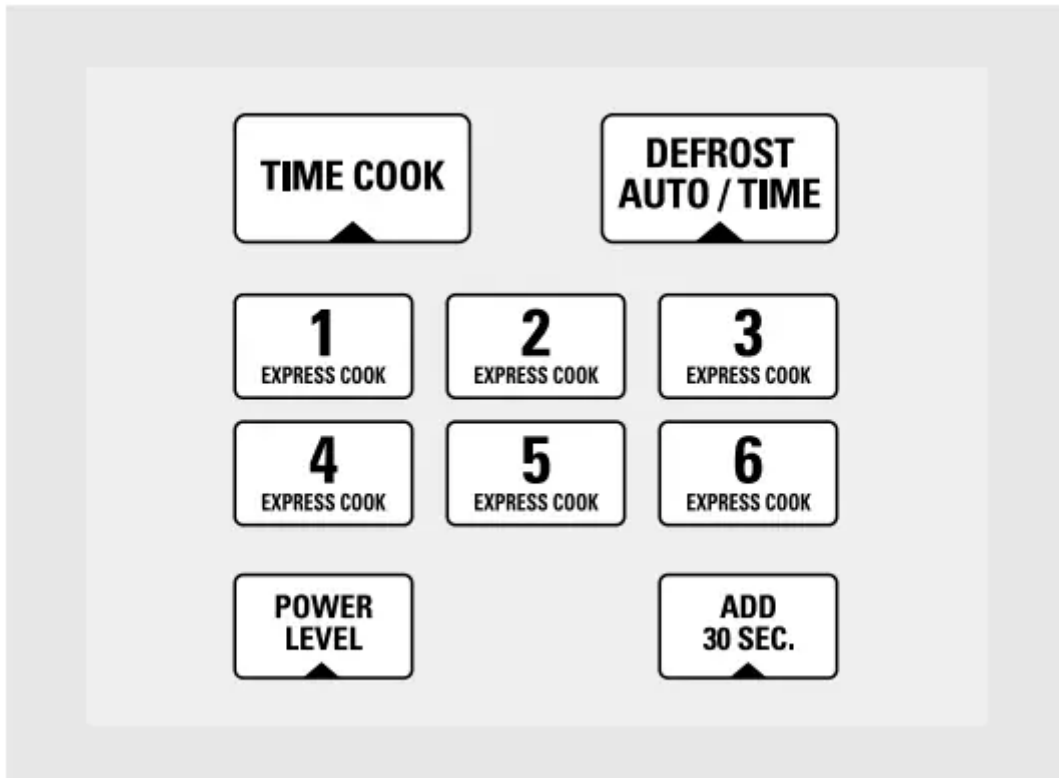 TIME COOK
DEFROST
AUTO / TIME
1
EXPRESS COOK
2
EXPRESS COOK
3
EXPRESS COOK
4
EXPRESS COOK
5
EXPRESS COOK
6
EXPRESS COOK
POWER
LEVEL
ADD
30 SEC.